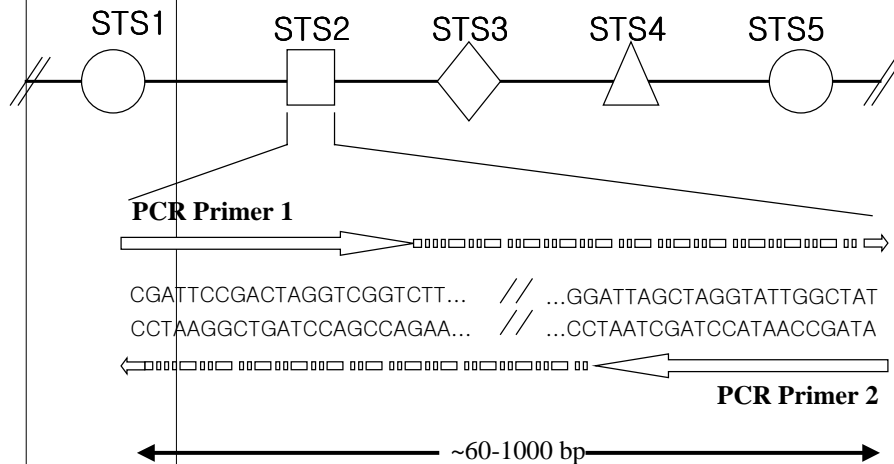 STS1 STS2 STS3 STS4 STS5
PCR Primer 1
CGATTCCGACTAGGTCGGTCTT... // ...GGATTAGCTAGGTATTGGCTAT
CCTAAGGCTGATCCAGCCAGAA... // ...CCTAATCGATCCATAACCGATA
PCR Primer 2
~60-1000 bp